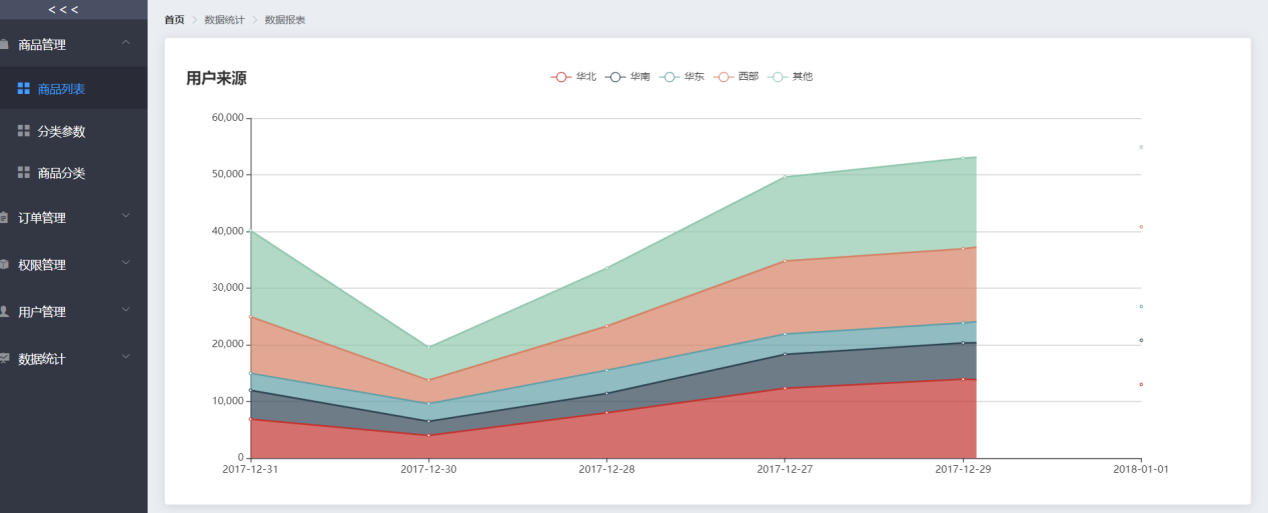 < < <
商品管理
商品列表
分类参数
商品分类
订单管理
权限管理
用户管理
数据统计
首页 > 数据统计 > 数据报表
用户来源
华北 华南 华东 西部 其他
60,000
50,000
40,000
30,000
20,000
10,000
0
2017-12-31 2017-12-30 2017-12-28 2017-12-27 2017-12-29 2018-01-01